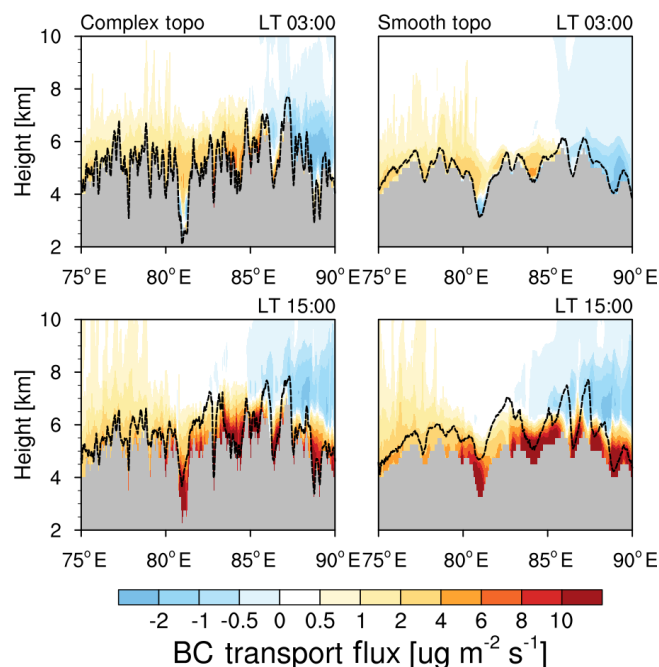 Complex topo LT 03:00 Smooth topo LT 03:00
10
8
6
4
2
Height [km]
75°E 80°E 85°E 90°E 75°E 80°E 85°E 90°E
LT 15:00 LT 15:00
10
8
6
4
2
Height [km]
75°E 80°E 85°E 90°E 75°E 80°E 85°E 90°E
-2 -1 -0.5 0 0.5 1 2 4 6 8 10
BC transport flux [ug m⁻² s⁻¹]